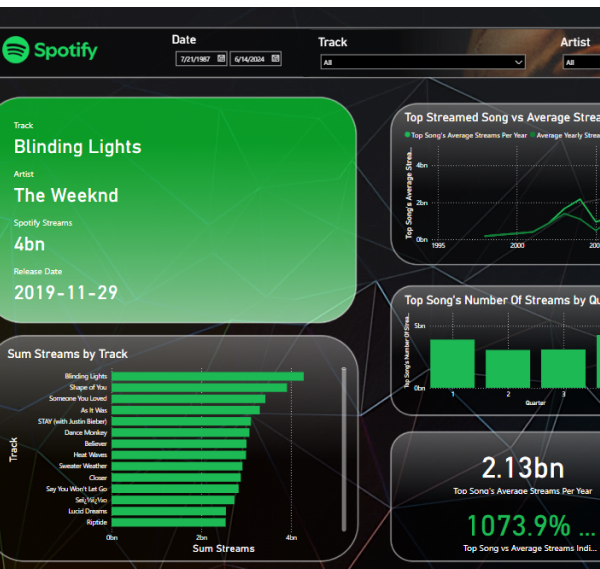 Spotify
Date
7/21/1987
6/14/2024
Track
All
Artist
All
Track
Blinding Lights
Artist
The Weeknd
Spotify Streams
4bn
Release Date
2019-11-29
Top Streamed Song vs Average Strea
Top Song's Average Streams Per Year
Average Yearly Strea
Top Song's Average Strea...
4bn
2bn
0bn
1995
2000
200
Top Song's Number Of Streams by Qu
Top Song's Number Of Strea...
5bn
0bn
1
2
3
Quarter
Sum Streams by Track
Track
Blinding Lights
Shape of You
Someone You Loved
As It Was
STAY (with Justin Bieber)
Dance Monkey
Believer
Heat Waves
Sweater Weather
Closer
Say You Won't Let Go
Lucid Dreams
Riptide
0bn
2bn
4bn
Sum Streams
2.13bn
Top Song's Average Streams Per Year
1073.9% ...
Top Song vs Average Streams Indi...